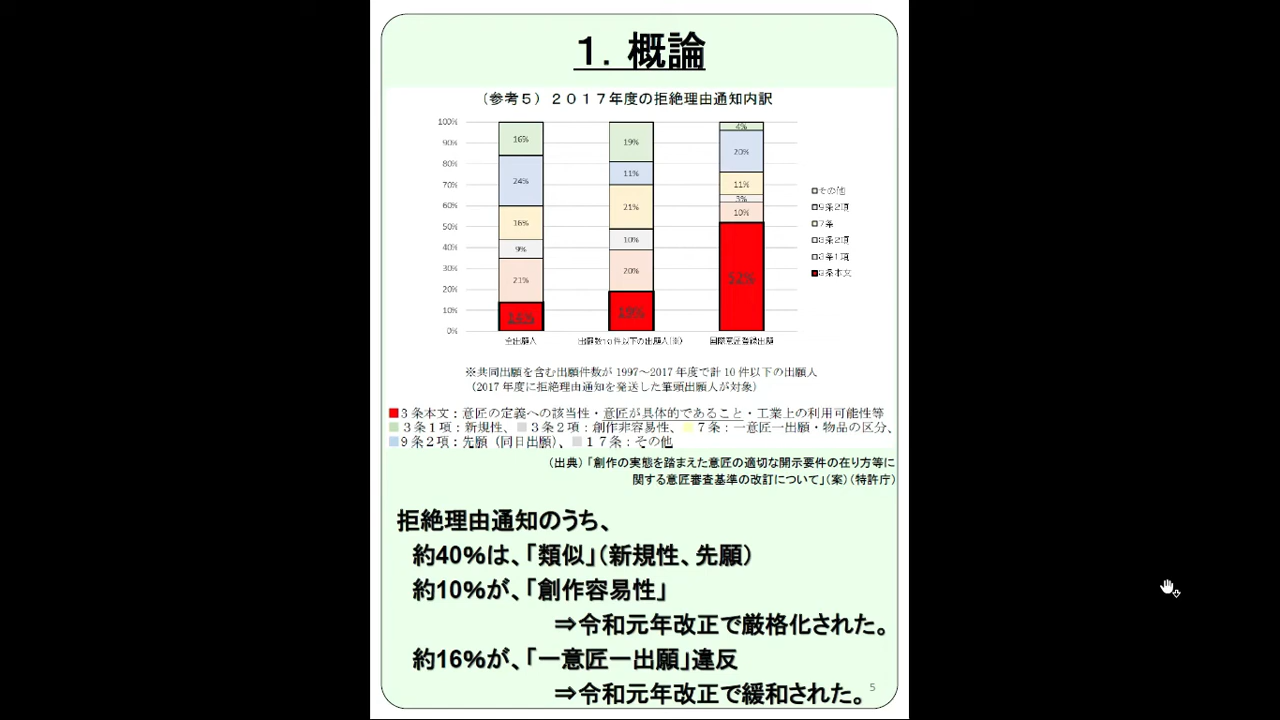 １．概論
（参考５）２０１７年度の拒絶理由通知内訳
100%
90%
80%
70%
60%
50%
40%
30%
20%
10%
0%
16%
24%
16%
9%
21%
14%
19%
11%
21%
10%
20%
19%
4%
20%
11%
3%
10%
52%
全出願人
出願数10件以下の出願人(※)
国際意匠登録出願
その他
9条2項
7条
3条2項
3条1項
3条本文
※共同出願を含む出願件数が 1997～2017 年度で計 10 件以下の出願人
（2017 年度に拒絶理由通知を発送した筆頭出願人が対象）
３条本文：意匠の定義への該当性・意匠が具体的であること・工業上の利用可能性等
３条１項：新規性、３条２項：創作非容易性、７条：一意匠一出願・物品の区分、
９条２項：先願（同日出願）、１７条：その他
（出典）「創作の実態を踏まえた意匠の適切な開示要件の在り方等に
関する意匠審査基準の改訂について」（案）（特許庁）
拒絶理由通知のうち、
約40％は、「類似」（新規性、先願）
約10％が、「創作容易性」
⇒令和元年改正で厳格化された。
約16％が、「一意匠一出願」違反
⇒令和元年改正で緩和された。
5